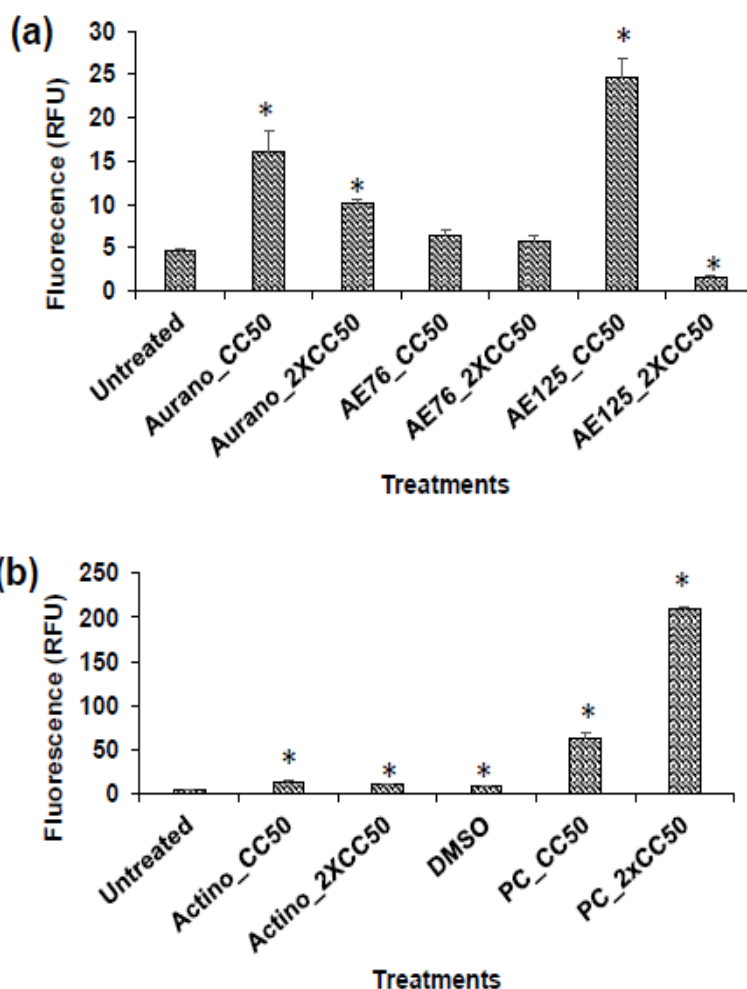 (a)
Fluorecence (RFU)
30
25
20
15
10
5
0
*
*
*
*
Untreated
Aurano_CC50
Aurano_2XCC50
AE76_CC50
AE76_2XCC50
AE125_CC50
AE125_2XCC50
Treatments
(b)
Fluorescence (RFU)
250
200
150
100
50
0
*
*
*
*
*
Untreated
Actino_CC50
Actino_2XCC50
DMSO
PC_CC50
PC_2xCC50
Treatments